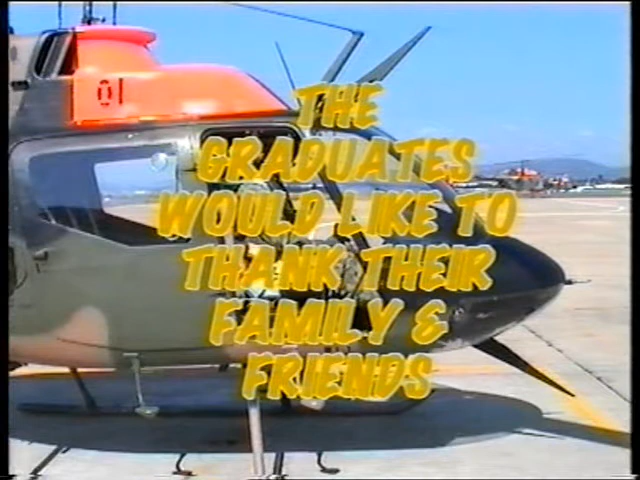 01
THE
GRADUATES
WOULD LIKE TO
THANK THEIR
FAMILY &
FRIENDS